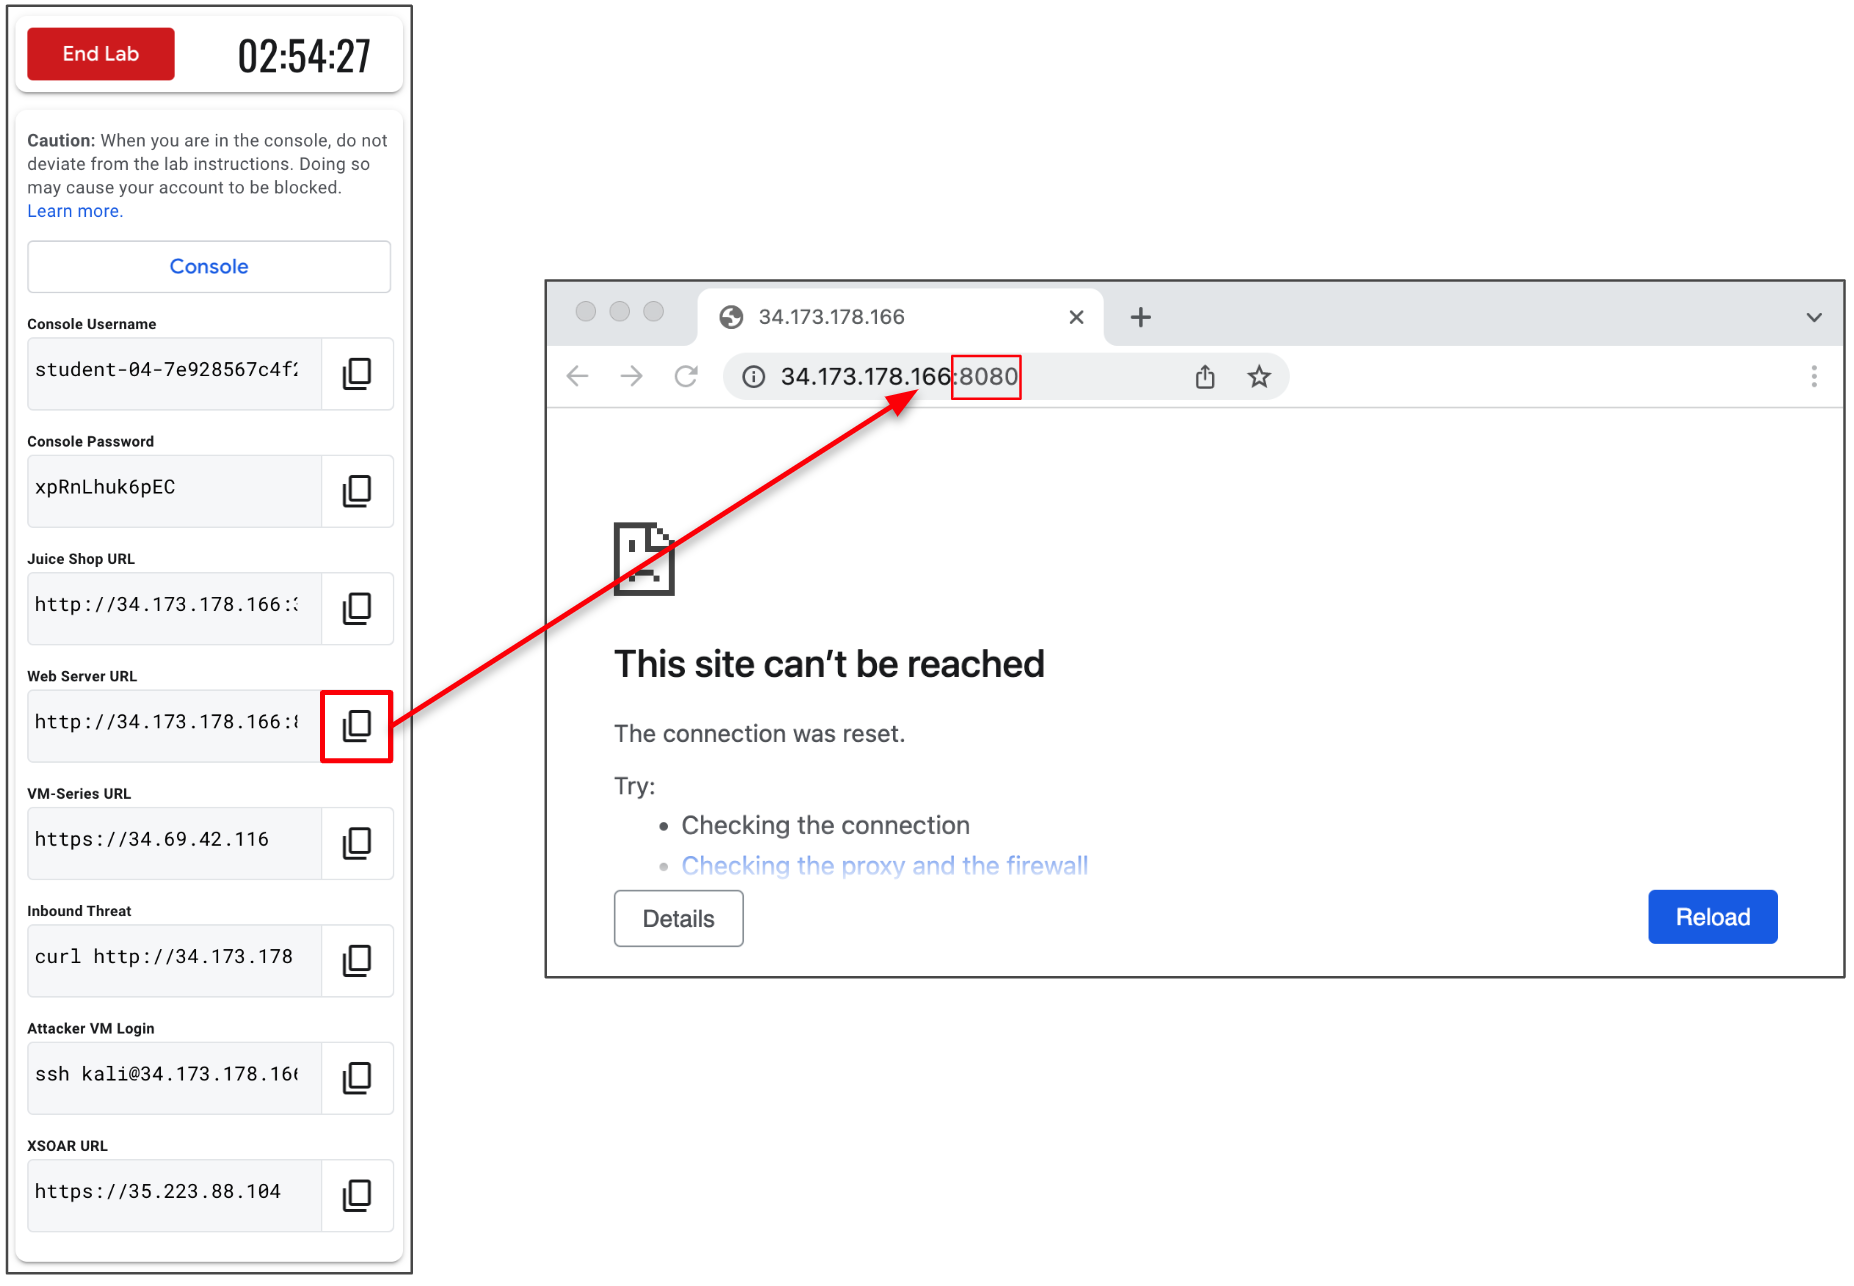 End Lab
02:54:27
Caution: When you are in the console, do not
deviate from the lab instructions. Doing so
may cause your account to be blocked.
Learn more.
Console
Console Username
student-04-7e928567c4f2
Console Password
xpRnLhuk6pEC
Juice Shop URL
http://34.173.178.166:3
Web Server URL
http://34.173.178.166:8
VM-Series URL
https://34.69.42.116
Inbound Threat
curl http://34.173.178
Attacker VM Login
ssh kali@34.173.178.166
XSOAR URL
https://35.223.88.104
34.173.178.166
34.173.178.166:8080
This site can’t be reached
The connection was reset.
Try:
• Checking the connection
• Checking the proxy and the firewall
Details
Reload